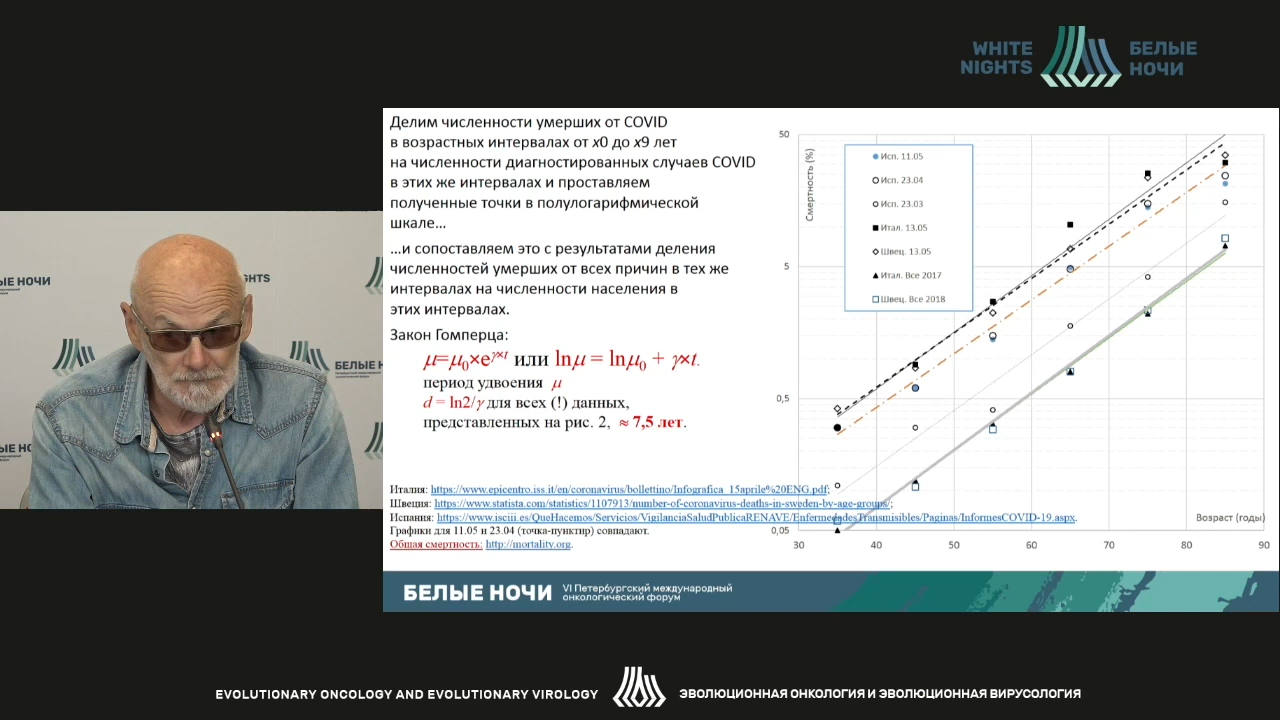 WHITE
NIGHTS
БЕЛЫЕ
НОЧИ
Делим численности умерших от COVID
в возрастных интервалах от x0 до x9 лет
на численности диагностированных случаев COVID
в этих же интервалах и проставляем
полученные точки в полулогарифмической
шкале...
...и сопоставляем это с результатами деления
численностей умерших от всех причин в тех же
интервалах на численности населения в
этих интервалах.
Закон Гомперца:
μ=μ₀×e^γ×t или lnμ = lnμ₀ + γ×t.
период удвоения μ
d = ln2/γ для всех (!) данных,
представленных на рис. 2, ≈ 7,5 лет.
Италия: https://www.epicentro.iss.it/en/coronavirus/bollettino/Infografica_15aprile%20ENG.pdf;
Швеция: https://www.statista.com/statistics/1107913/number-of-coronavirus-deaths-in-sweden-by-age-groups/;
Испания: https://www.isciii.es/QueHacemos/Servicios/VigilanciaSaludPublicaRENAVE/EnfermedadesTransmisibles/Paginas/InformesCOVID-19.aspx.
Графики для 11.05 и 23.04 (точка-пунктир) совпадают.
Общая смертность: http://mortality.org.
Смертность (%)
50
5
0,5
0,05
Исп. 11.05
Исп. 23.04
Исп. 23.03
Итал. 13.05
Швец. 13.05
Итал. Все 2017
Швец. Все 2018
Возраст (годы)
30 40 50 60 70 80 90
БЕЛЫЕ НОЧИ
VI Петербургский международный
онкологический форум
ЫЕ НОЧИ
GHTS
БЕЛЫЕ Н
EVOLUTIONARY ONCOLOGY AND EVOLUTIONARY VIROLOGY
ЭВОЛЮЦИОННАЯ ОНКОЛОГИЯ И ЭВОЛЮЦИОННАЯ ВИРУСОЛОГИЯ